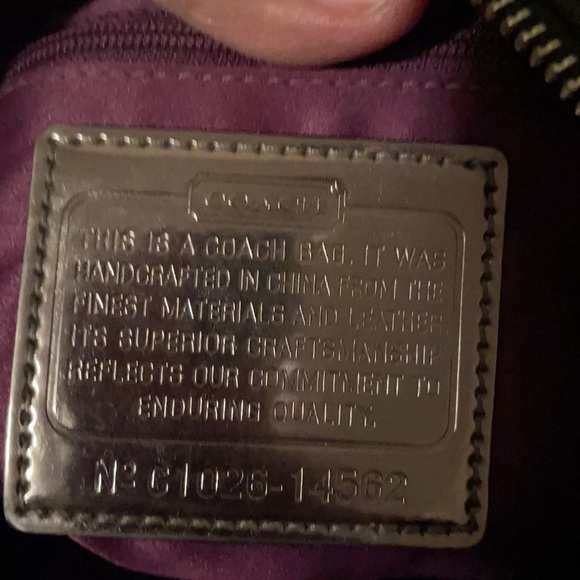 COACH
THIS IS A COACH BAG. IT WAS
HANDCRAFTED IN CHINA FROM THE
FINEST MATERIALS AND LEATHER.
ITS SUPERIOR CRAFTSMANSHIP
REFLECTS OUR COMMITMENT TO
ENDURING QUALITY.
Nº C1026-14562